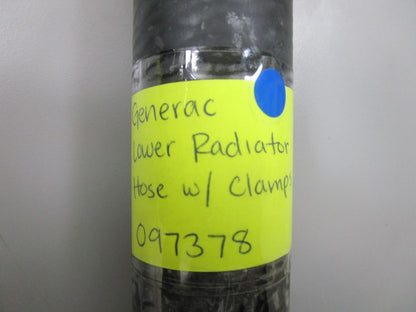 Generac
Lower Radiator
Hose w/ Clamps
097378